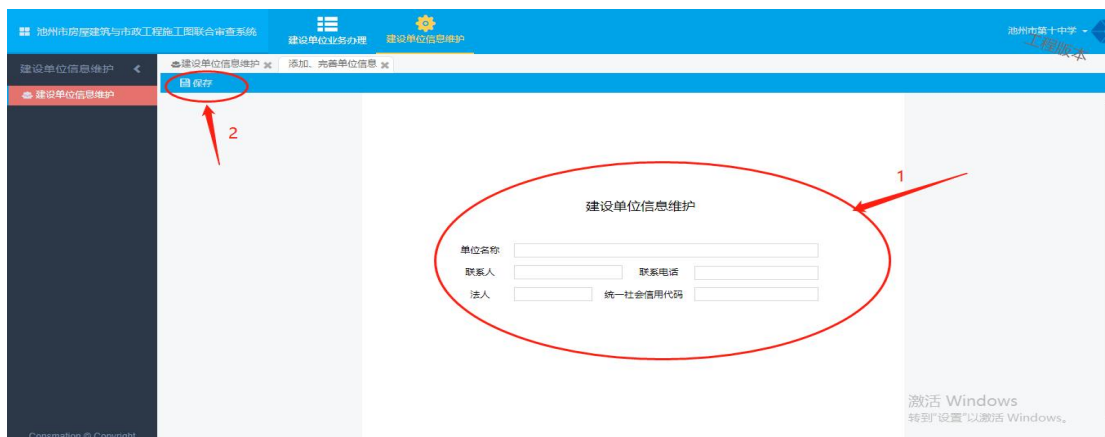 池州市房屋建筑与市政工程施工图联合审查系统
建设单位业务办理
建设单位信息维护
池州市第十中学
工程版本
建设单位信息维护
建设单位信息维护
添加、完善单位信息
保存
建设单位信息维护
2
1
建设单位信息维护
单位名称
联系人
联系电话
法人
统一社会信用代码
激活 Windows
转到"设置"以激活 Windows。
Consmation © Copyright